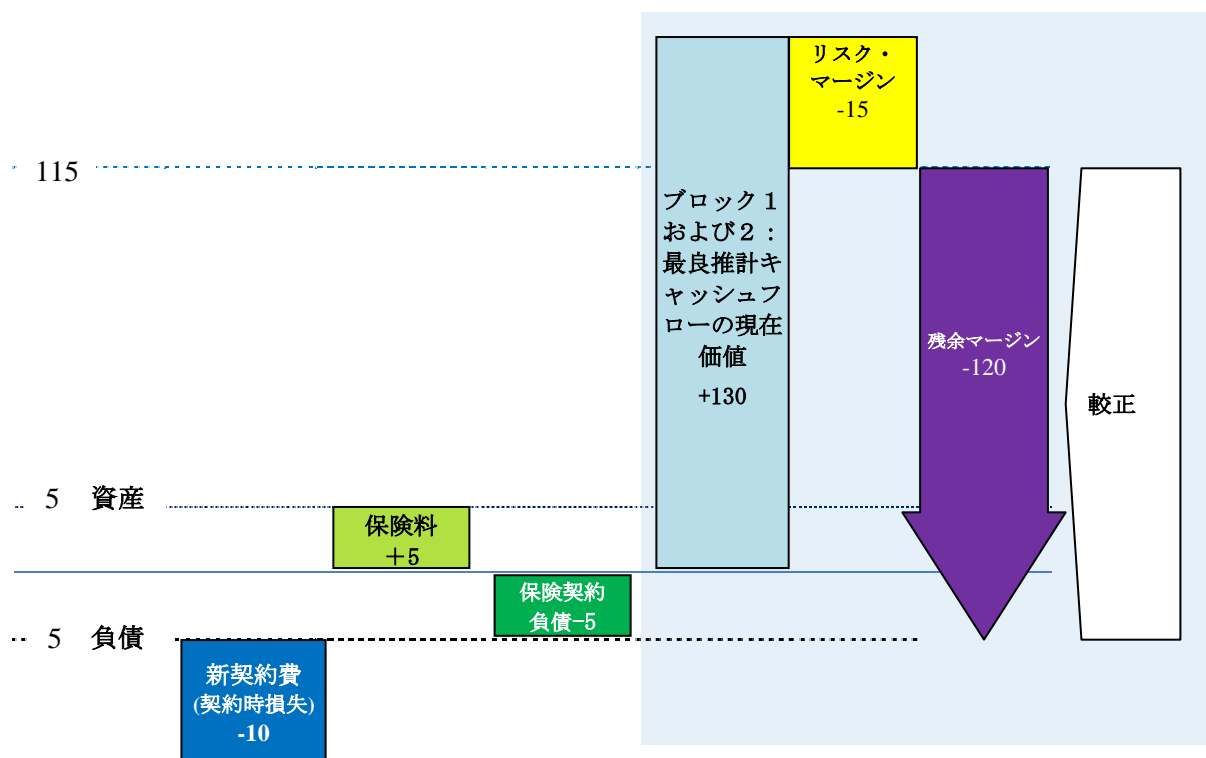 リスク・
マージン
-15
115
ブロック１
および２：
最良推計キ
ャッシュフ
ローの現在
価値
+130
残余マージン
-120
較正
5 資産
保険料
＋5
保険契約
負債-5
5 負債
新契約費
(契約時損失)
-10